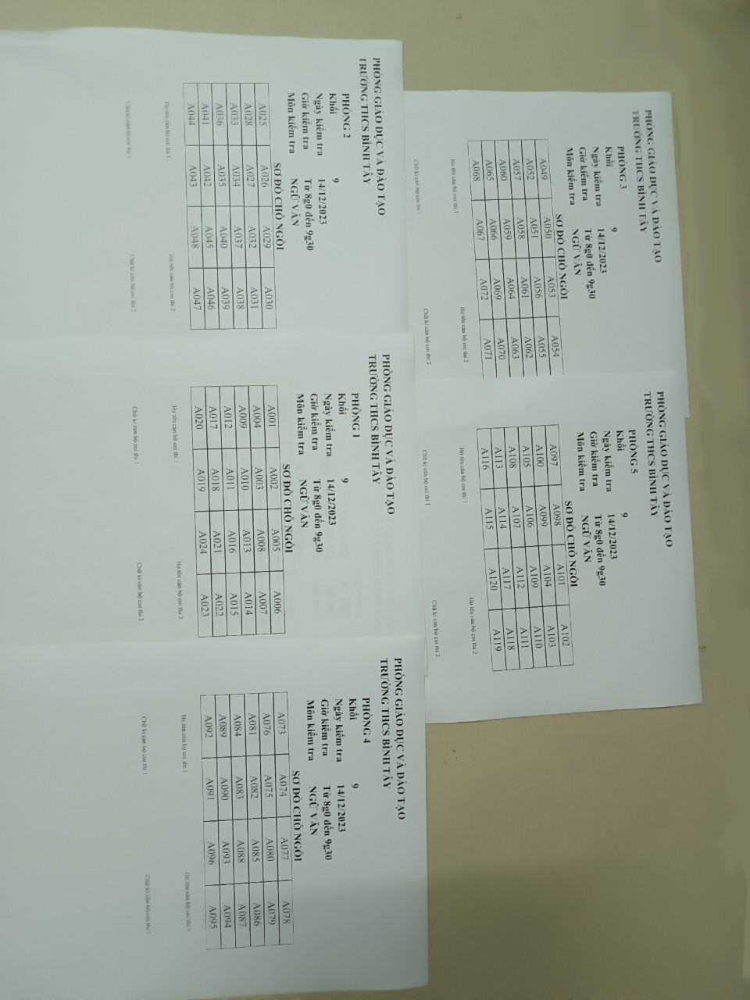 PHÒNG GIÁO DỤC VÀ ĐÀO TẠO
TRƯỜNG THCS BÌNH TÂY
PHÒNG 2
Khối 9
Ngày kiểm tra 14/12/2023
Giờ kiểm tra Từ 8g0 đến 9g30
Môn kiểm tra NGỮ VĂN
SƠ ĐỒ CHỖ NGỒI
A025 A026 A029 A030
A028 A027 A032 A031
A033 A034 A037 A038
A036 A035 A040 A039
A041 A042 A045 A046
A044 A043 A048 A047
Họ tên cán bộ coi thi 1 Họ tên cán bộ coi thi 2
Chữ kí cán bộ coi thi 1 Chữ kí cán bộ coi thi 2
PHÒNG GIÁO DỤC VÀ ĐÀO TẠO
TRƯỜNG THCS BÌNH TÂY
PHÒNG 3
Khối 9
Ngày kiểm tra 14/12/2023
Giờ kiểm tra Từ 8g0 đến 9g30
Môn kiểm tra NGỮ VĂN
SƠ ĐỒ CHỖ NGỒI
A049 A050 A053 A054
A052 A051 A056 A055
A057 A058 A061 A062
A060 A059 A064 A063
A065 A066 A069 A070
A068 A067 A072 A071
Họ tên cán bộ coi thi 1 Họ tên cán bộ coi thi 2
Chữ kí cán bộ coi thi 1 Chữ kí cán bộ coi thi 2
PHÒNG GIÁO DỤC VÀ ĐÀO TẠO
TRƯỜNG THCS BÌNH TÂY
PHÒNG 1
Khối 9
Ngày kiểm tra 14/12/2023
Giờ kiểm tra Từ 8g0 đến 9g30
Môn kiểm tra NGỮ VĂN
SƠ ĐỒ CHỖ NGỒI
A001 A002 A005 A006
A004 A003 A008 A007
A009 A010 A013 A014
A012 A011 A016 A015
A017 A018 A021 A022
A020 A019 A024 A023
Họ tên cán bộ coi thi 1 Họ tên cán bộ coi thi 2
Chữ kí cán bộ coi thi 1 Chữ kí cán bộ coi thi 2
PHÒNG GIÁO DỤC VÀ ĐÀO TẠO
TRƯỜNG THCS BÌNH TÂY
PHÒNG 5
Khối 9
Ngày kiểm tra 14/12/2023
Giờ kiểm tra Từ 8g0 đến 9g30
Môn kiểm tra NGỮ VĂN
SƠ ĐỒ CHỖ NGỒI
A097 A098 A101 A102
A100 A099 A104 A103
A105 A106 A109 A110
A108 A107 A112 A111
A113 A114 A117 A118
A116 A115 A120 A119
Họ tên cán bộ coi thi 1 Họ tên cán bộ coi thi 2
Chữ kí cán bộ coi thi 1 Chữ kí cán bộ coi thi 2
PHÒNG GIÁO DỤC VÀ ĐÀO TẠO
TRƯỜNG THCS BÌNH TÂY
PHÒNG 4
Khối 9
Ngày kiểm tra 14/12/2023
Giờ kiểm tra Từ 8g0 đến 9g30
Môn kiểm tra NGỮ VĂN
SƠ ĐỒ CHỖ NGỒI
A073 A074 A077 A078
A076 A075 A080 A079
A081 A082 A085 A086
A084 A083 A088 A087
A089 A090 A093 A094
A092 A091 A096 A095
Họ tên cán bộ coi thi 1 Họ tên cán bộ coi thi 2
Chữ kí cán bộ coi thi 1 Chữ kí cán bộ coi thi 2